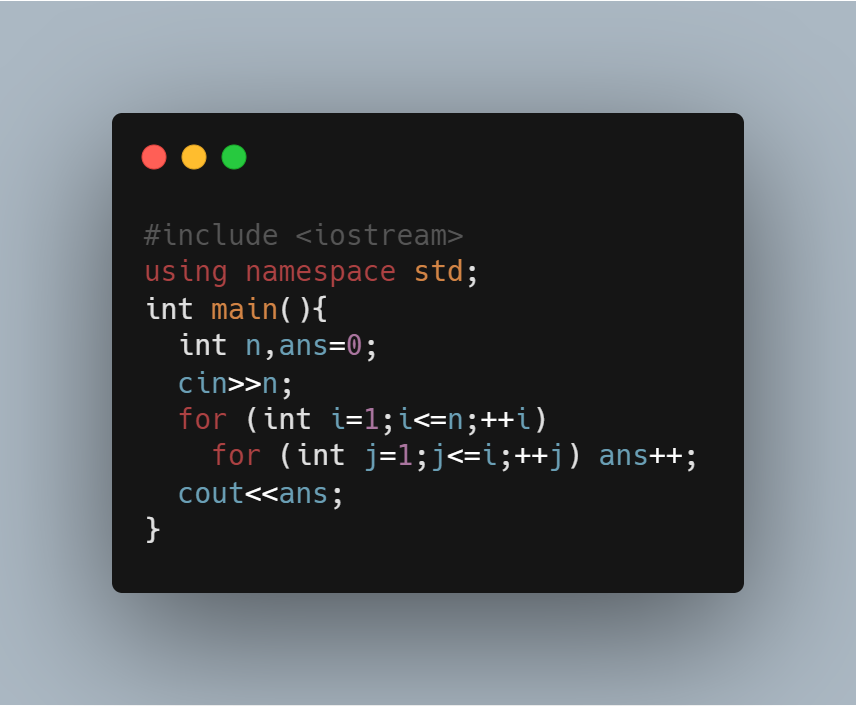 #include <iostream>
using namespace std;
int main(){
  int n,ans=0;
  cin>>n;
  for (int i=1;i<=n;++i)
    for (int j=1;j<=i;++j) ans++;
  cout<<ans;
}